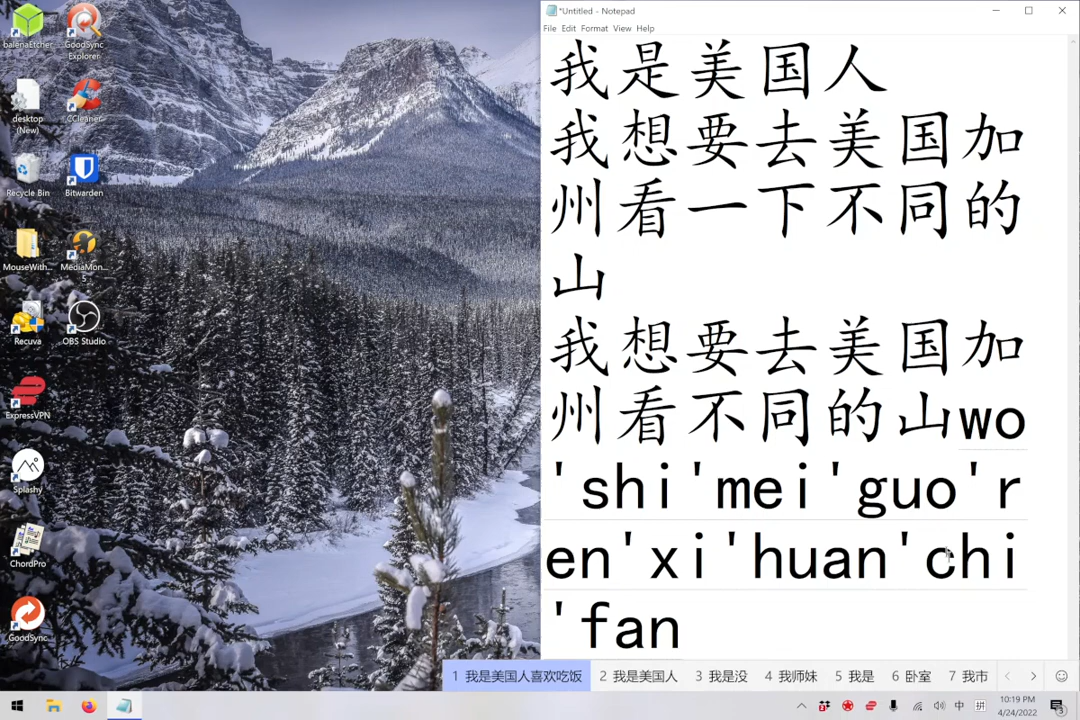 *Untitled - Notepad
File Edit Format View Help
我是美国人
我想要去美国加
州看一下不同的
山
我想要去美国加
州看不同的山wo
'shi'mei'guo'r
en'xi'huan'chi
'fan
1 我是美国人喜欢吃饭 2 我是美国人 3 我是没 4 我师妹 5 我是 6 卧室 7 我市
balenaEtcher
GoodSync Explorer
desktop (New)
CCleaner
Recycle Bin
Bitwarden
MouseWith...
MediaMon...
Recuva
OBS Studio
ExpressVPN
Splashy
ChordPro
GoodSync
中 拼
10:19 PM
4/24/2022
3